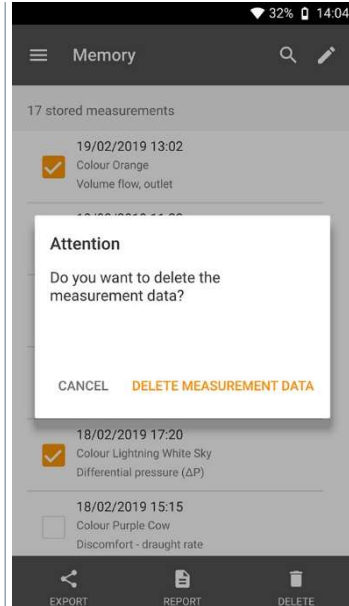 32% 14:04
Memory
17 stored measurements
19/02/2019 13:02
Colour Orange
Volume flow, outlet
Attention
Do you want to delete the
measurement data?
CANCEL DELETE MEASUREMENT DATA
18/02/2019 17:20
Colour Lightning White Sky
Differential pressure (ΔP)
18/02/2019 15:15
Colour Purple Cow
Discomfort - draught rate
EXPORT REPORT DELETE